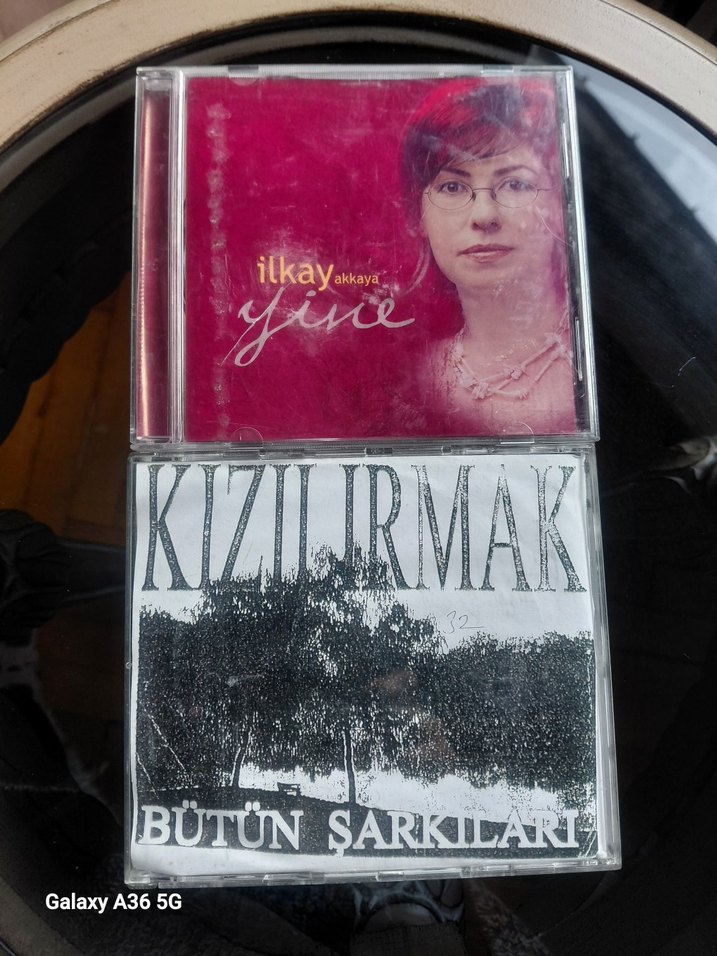 ilkay akkaya
yine
KIZILIRMAK
32
BÜTÜN ŞARKILARI
Galaxy A36 5G